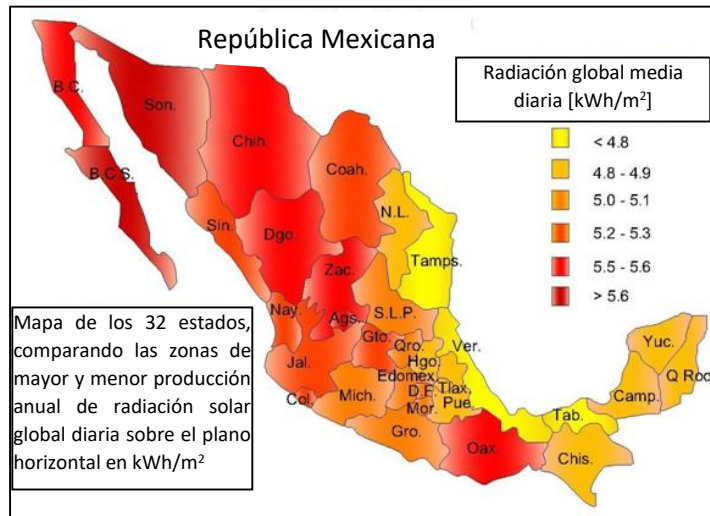 República Mexicana
Radiación global media
diaria [kWh/m²]
< 4.8
4.8 - 4.9
5.0 - 5.1
5.2 - 5.3
5.5 - 5.6
> 5.6
B.C.
Son.
Chih.
B.C.S.
Coah.
Sin.
Dgo.
N.L.
Tamps.
Zac.
Nay.
Ags.
S.L.P.
Jal.
Gto.
Qro.
Hgo.
Ver.
Edomex.
Col.
Mich.
D.F.
Tlax.
Mor.
Pue.
Gro.
Oax.
Tab.
Chis.
Camp.
Yuc.
Q Roo
Mapa de los 32 estados,
comparando las zonas de
mayor y menor producción
anual de radiación solar
global diaria sobre el plano
horizontal en kWh/m²